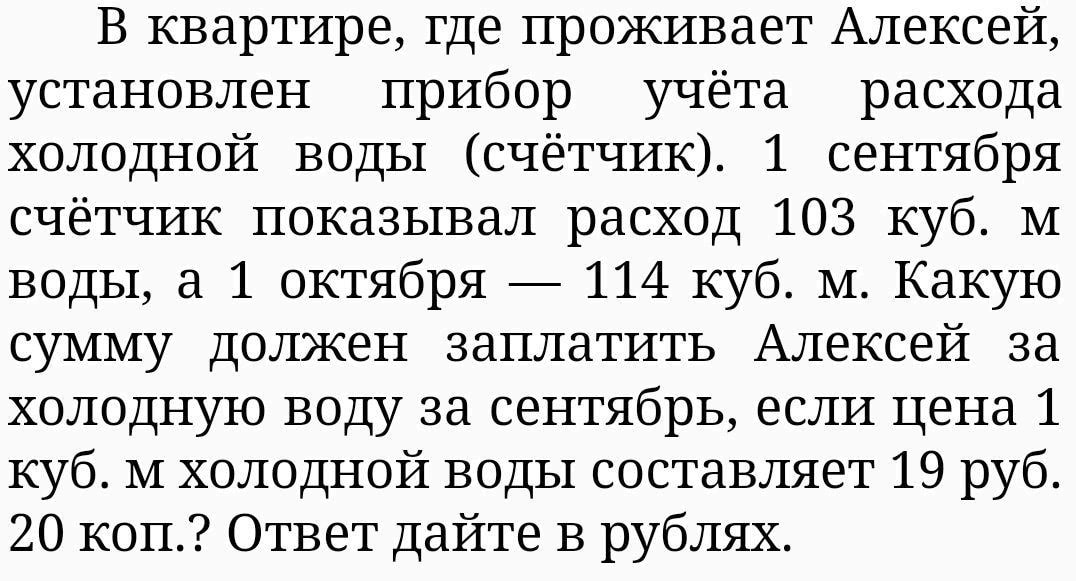 В квартире, где проживает Алексей,
установлен прибор учёта расхода
холодной воды (счётчик). 1 сентября
счётчик показывал расход 103 куб. м
воды, а 1 октября — 114 куб. м. Какую
сумму должен заплатить Алексей за
холодную воду за сентябрь, если цена 1
куб. м холодной воды составляет 19 руб.
20 коп.? Ответ дайте в рублях.